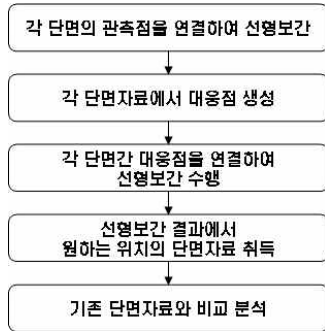 각 단면의 관측점을 연결하여 선형보간
각 단면자료에서 대응점 생성
각 단면간 대응점을 연결하여
선형보간 수행
선형보간 결과에서
원하는 위치의 단면자료 취득
기존 단면자료와 비교 분석